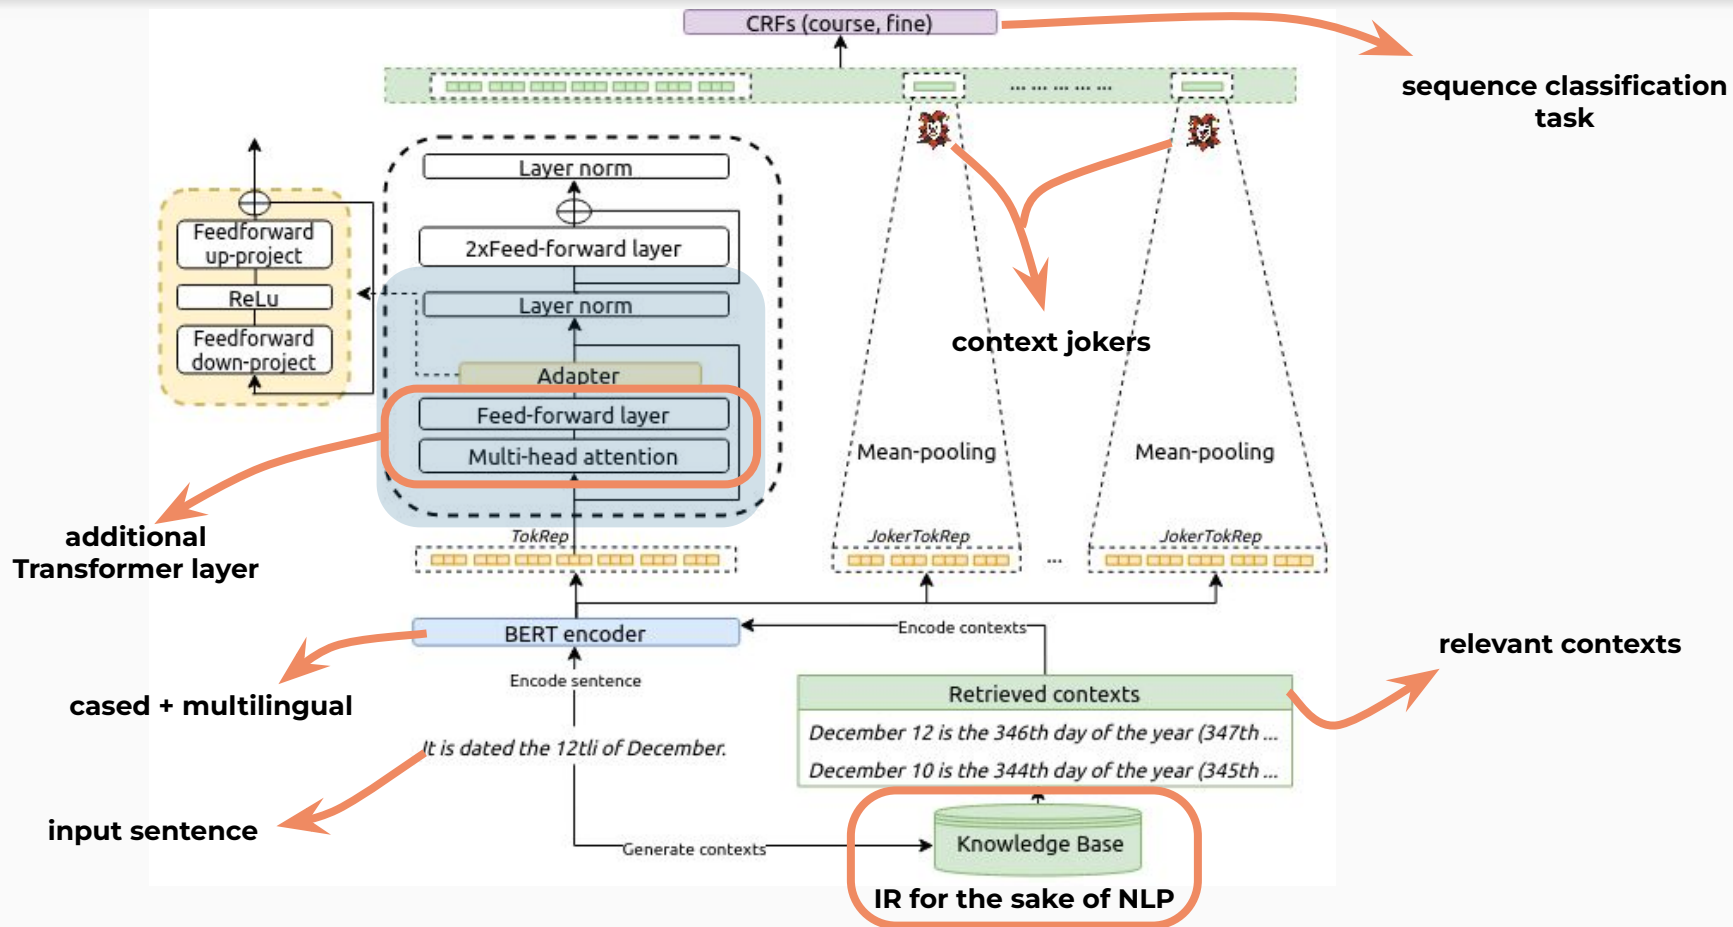 CRFs (course, fine)
sequence classification
task
... ... ... ... ...
Layer norm
2xFeed-forward layer
Layer norm
Adapter
Feed-forward layer
Multi-head attention
Feedforward
up-project
ReLu
Feedforward
down-project
context jokers
Mean-pooling
Mean-pooling
additional
Transformer layer
TokRep
JokerTokRep
...
JokerTokRep
BERT encoder
Encode contexts
cased + multilingual
Encode sentence
relevant contexts
Retrieved contexts
December 12 is the 346th day of the year (347th ...
December 10 is the 344th day of the year (345th ...
It is dated the 12tli of December.
input sentence
Generate contexts
Knowledge Base
IR for the sake of NLP